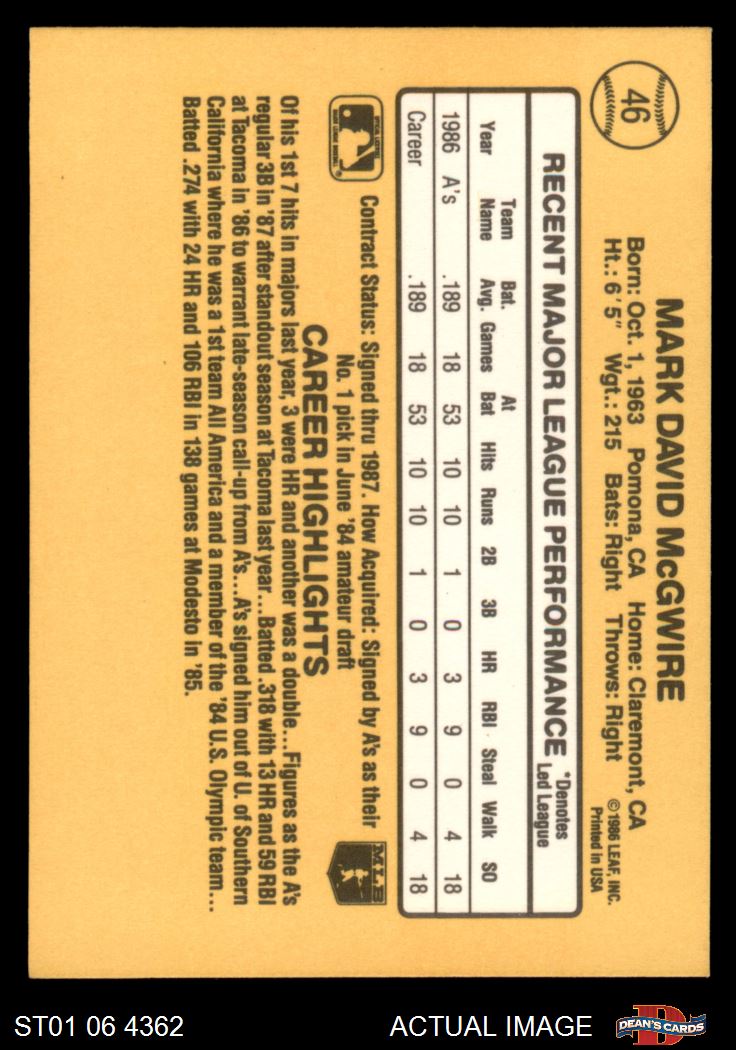 46
MARK DAVID McGWIRE
Born: Oct. 1, 1963 Pomona, CA Home: Claremont, CA
Ht.: 6'5" Wgt.: 215 Bats: Right Throws: Right
©1986 LEAF, INC.
Printed in USA
RECENT MAJOR LEAGUE PERFORMANCE
*Denotes
Led League
Team Bat. At
Year Name Avg. Games Bat Hits Runs 2B 3B HR RBI Steal Walk SO
1986 A's .189 18 53 10 10 1 0 3 9 0 4 18
Career .189 18 53 10 10 1 0 3 9 0 4 18
Contract Status: Signed thru 1987. How Acquired: Signed by A's as their
No. 1 pick in June '84 amateur draft
MLB
CAREER HIGHLIGHTS
Of his 1st 7 hits in majors last year, 3 were HR and another was a double...Figures as the A's
regular 3B in '87 after standout season at Tacoma last year...Batted .318 with 13 HR and 59 RBI
at Tacoma in '86 to warrant late-season call-up from A's...A's signed him out of U. of Southern
California where he was a 1st team All America and a member of the '84 U.S. Olympic team...
Batted .274 with 24 HR and 106 RBI in 138 games at Modesto in '85.
ST01 06 4362
ACTUAL IMAGE
DEAN'S CARDS